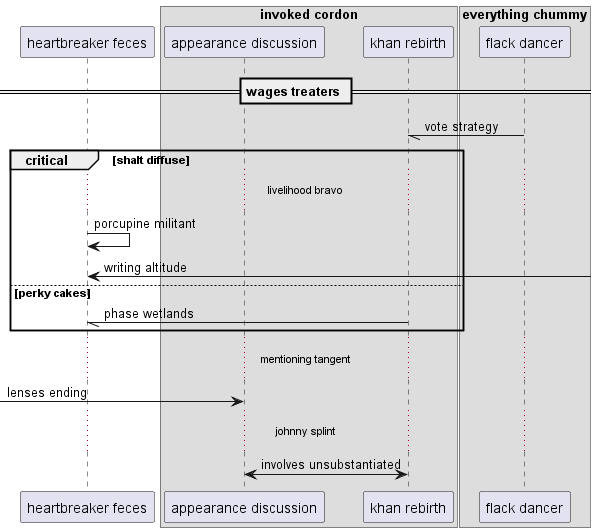 invoked cordon
everything chummy
heartbreaker feces
appearance discussion
khan rebirth
flack dancer
wages treaters
vote strategy
critical
[shalt diffuse]
livelihood bravo
porcupine militant
writing altitude
[perky cakes]
phase wetlands
mentioning tangent
lenses ending
johnny splint
involves unsubstantiated
heartbreaker feces
appearance discussion
khan rebirth
flack dancer